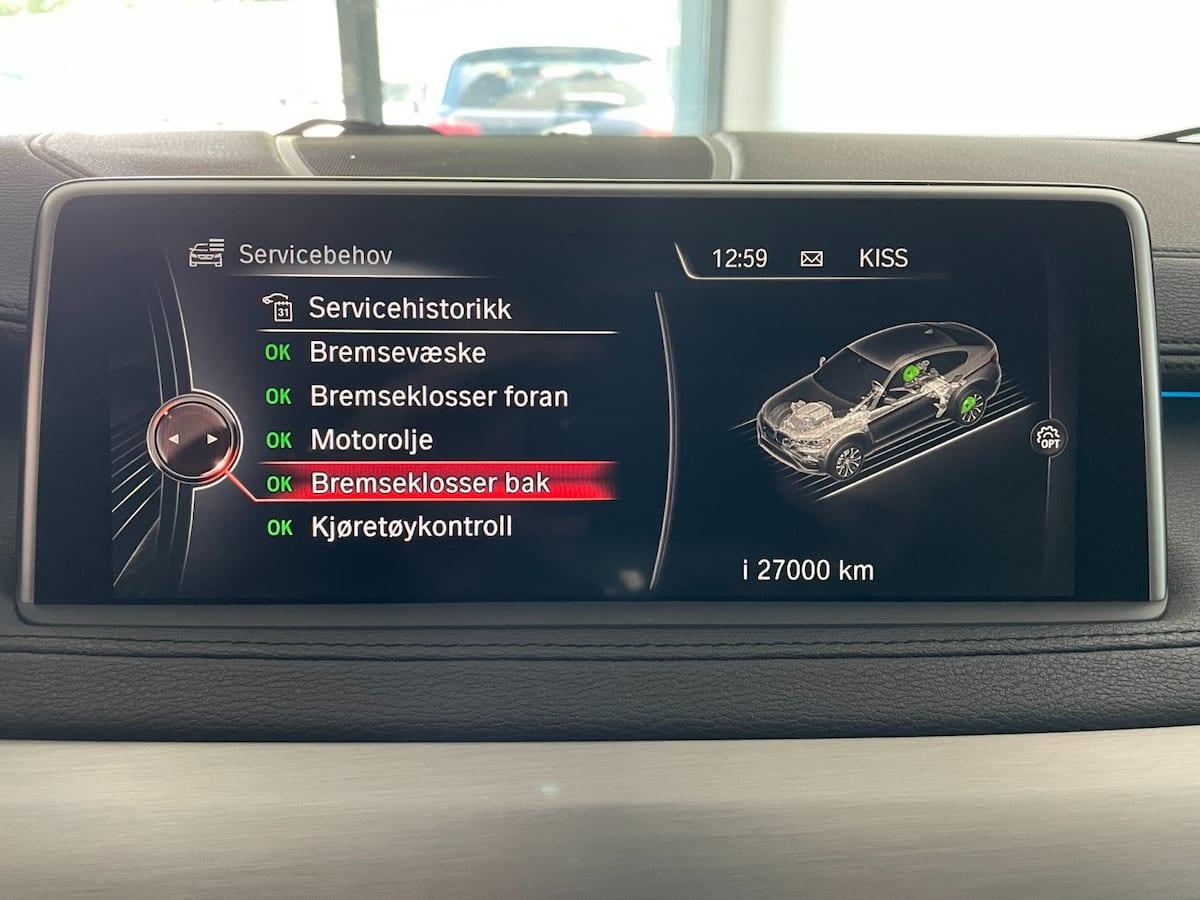 Servicebehov
12:59 KISS
31 Servicehistorikk
OK Bremsevæske
OK Bremseklosser foran
OK Motorolje
OK Bremseklosser bak
OK Kjøretøykontroll
OPT
i 27000 km